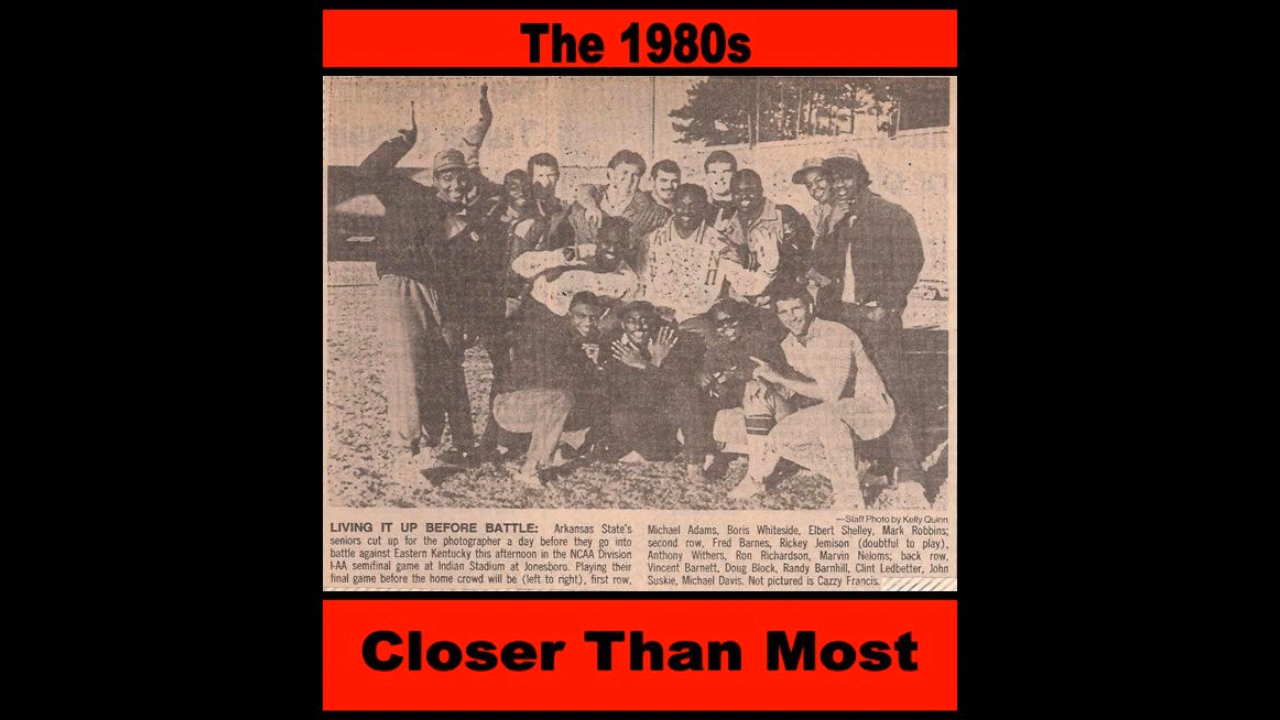 The 1980s
—Staff Photo by Kelly Quinn
LIVING IT UP BEFORE BATTLE: Arkansas State's
seniors cut up for the photographer a day before they go into
battle against Eastern Kentucky this afternoon in the NCAA Division
I-AA semifinal game at Indian Stadium at Jonesboro. Playing their
final game before the home crowd will be (left to right), first row,
Michael Adams, Boris Whiteside, Elbert Shelley, Mark Robbins;
second row, Fred Barnes, Rickey Jemison (doubtful to play),
Anthony Withers, Ron Richardson, Marvin Neloms; back row,
Vincent Barnett, Doug Block, Randy Barnhill, Clint Ledbetter, John
Suskie, Michael Davis. Not pictured is Cazzy Francis.
Closer Than Most